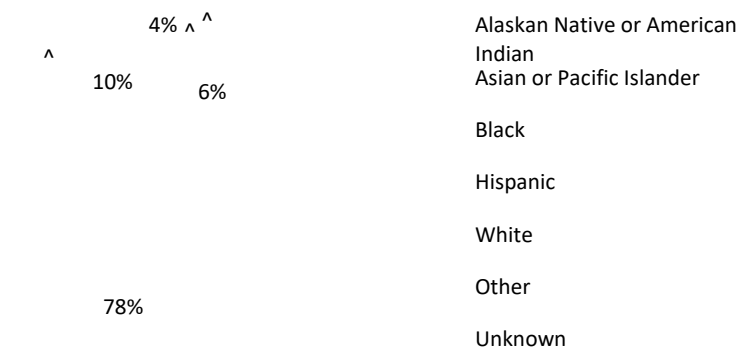 4% ^ ^
^
10%
6%
78%
Alaskan Native or American
Indian
Asian or Pacific Islander
Black
Hispanic
White
Other
Unknown